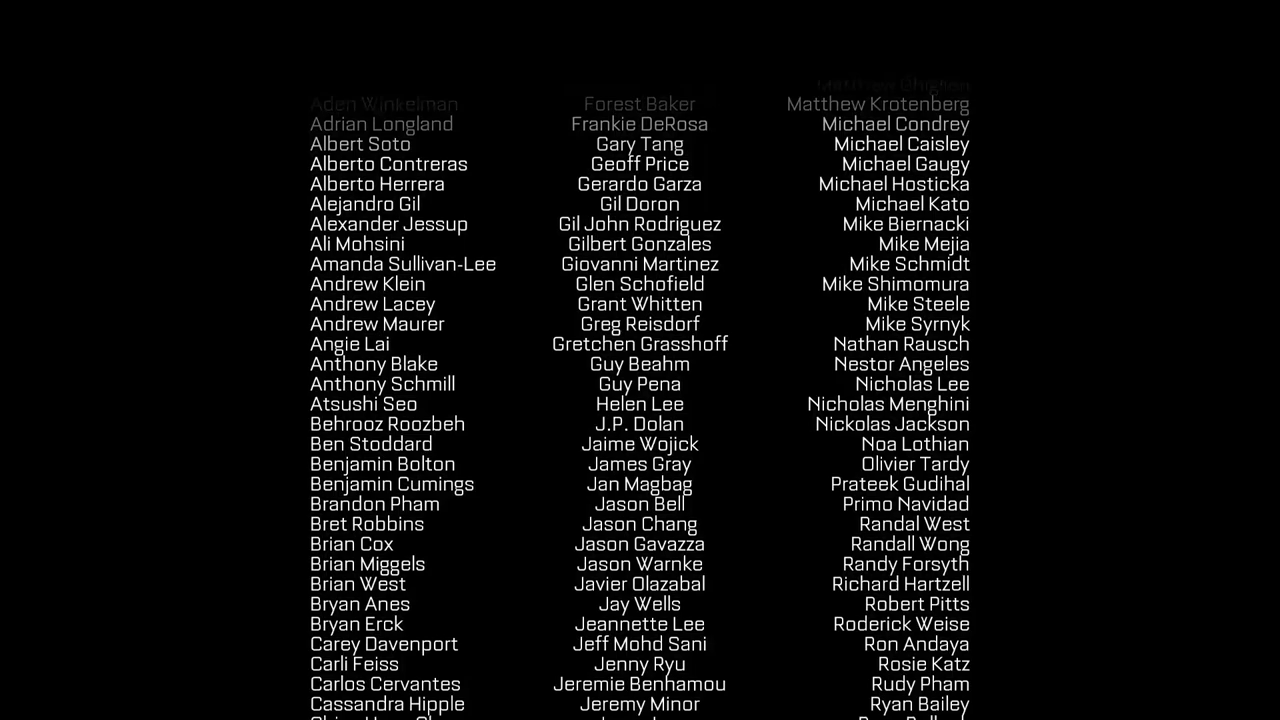 Aden Winkelman Forest Baker Matthew Krotenberg
Adrian Longland Frankie DeRosa Michael Condrey
Albert Soto Gary Tang Michael Caisley
Alberto Contreras Geoff Price Michael Gaugy
Alberto Herrera Gerardo Garza Michael Hosticka
Alejandro Gil Gil Doron Michael Kato
Alexander Jessup Gil John Rodriguez Mike Biernacki
Ali Mohsini Gilbert Gonzales Mike Mejia
Amanda Sullivan-Lee Giovanni Martinez Mike Schmidt
Andrew Klein Glen Schofield Mike Shimomura
Andrew Lacey Grant Whitten Mike Steele
Andrew Maurer Greg Reisdorf Mike Syrnyk
Angie Lai Gretchen Grasshoff Nathan Rausch
Anthony Blake Guy Beahm Nestor Angeles
Anthony Schmill Guy Pena Nicholas Lee
Atsushi Seo Helen Lee Nicholas Menghini
Behrooz Roozbeh J.P. Dolan Nickolas Jackson
Ben Stoddard Jaime Wojick Noa Lothian
Benjamin Bolton James Gray Olivier Tardy
Benjamin Cumings Jan Magbag Prateek Gudihal
Brandon Pham Jason Bell Primo Navidad
Bret Robbins Jason Chang Randal West
Brian Cox Jason Gavazza Randall Wong
Brian Miggels Jason Warnke Randy Forsyth
Brian West Javier Olazabal Richard Hartzell
Bryan Anes Jay Wells Robert Pitts
Bryan Erck Jeannette Lee Roderick Weise
Carey Davenport Jeff Mohd Sani Ron Andaya
Carli Feiss Jenny Ryu Rosie Katz
Carlos Cervantes Jeremie Benhamou Rudy Pham
Cassandra Hipple Jeremy Minor Ryan Bailey